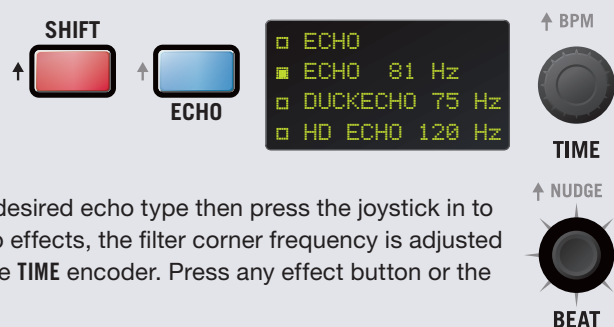 SHIFT
ECHO
ECHO
ECHO 81 Hz
DUCKECHO 75 Hz
HD ECHO 120 Hz
BPM
TIME
NUDGE
BEAT
desired echo type then press the joystick in to
effects, the filter corner frequency is adjusted
TIME encoder. Press any effect button or the